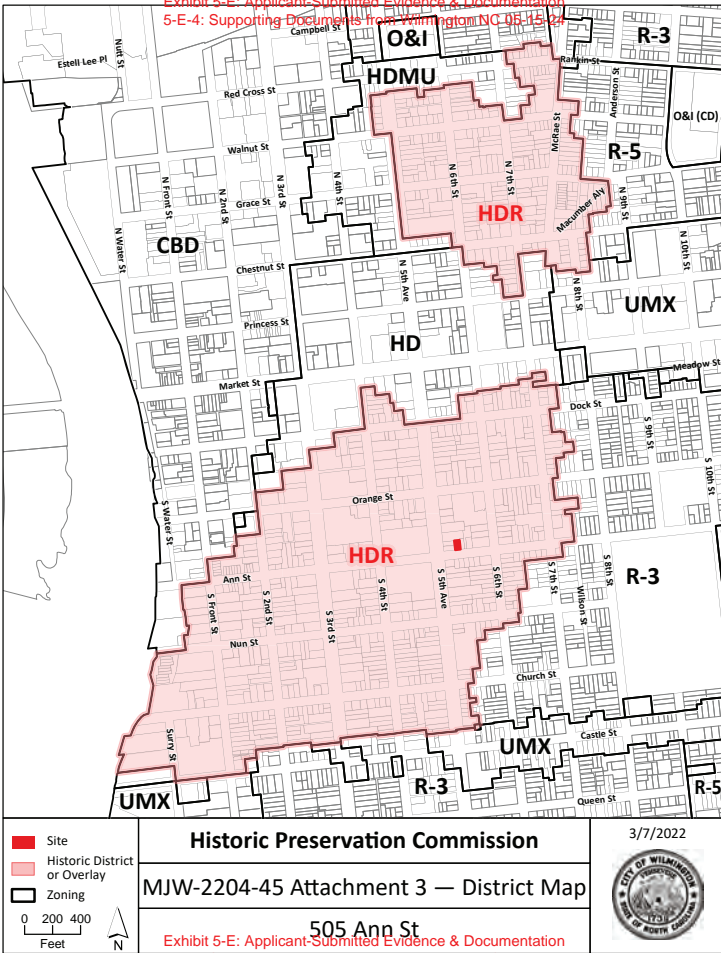 Exhibit 5-E: Applicant-Submitted Evidence & Documentation
5-E-4: Supporting Documents from Wilmington NC 05-15-24
Campbell St
O&I
R-3
Estell Lee Pl
Nutt St
HDMU
Rankin St
Red Cross St
Anderson St
O&I (CD)
McRae St
Walnut St
R-5
N Front St
N 2nd St
N 3rd St
N 4th St
N 6th St
N 7th St
Grace St
HDR
Macumber Aly
N 9th St
N Water St
CBD
N 10th St
Chestnut St
N 5th Ave
N 8th St
UMX
Princess St
HD
Market St
Meadow St
Dock St
S 9th St
S 10th St
Orange St
S Water St
HDR
Ann St
S Front St
S 2nd St
S 3rd St
S 4th St
S 5th Ave
S 6th St
S 7th St
S 8th St
Wilson St
R-3
Nun St
Church St
Surry St
UMX
Castle St
UMX
R-3
Queen St
R-5
Site
Historic District
or Overlay
Zoning
0 200 400
Feet
N
Historic Preservation Commission
MJW-2204-45 Attachment 3 — District Map
505 Ann St
Exhibit 5-E: Applicant-Submitted Evidence & Documentation
3/7/2022
CITY OF WILMINGTON
STATE OF NORTH CAROLINA